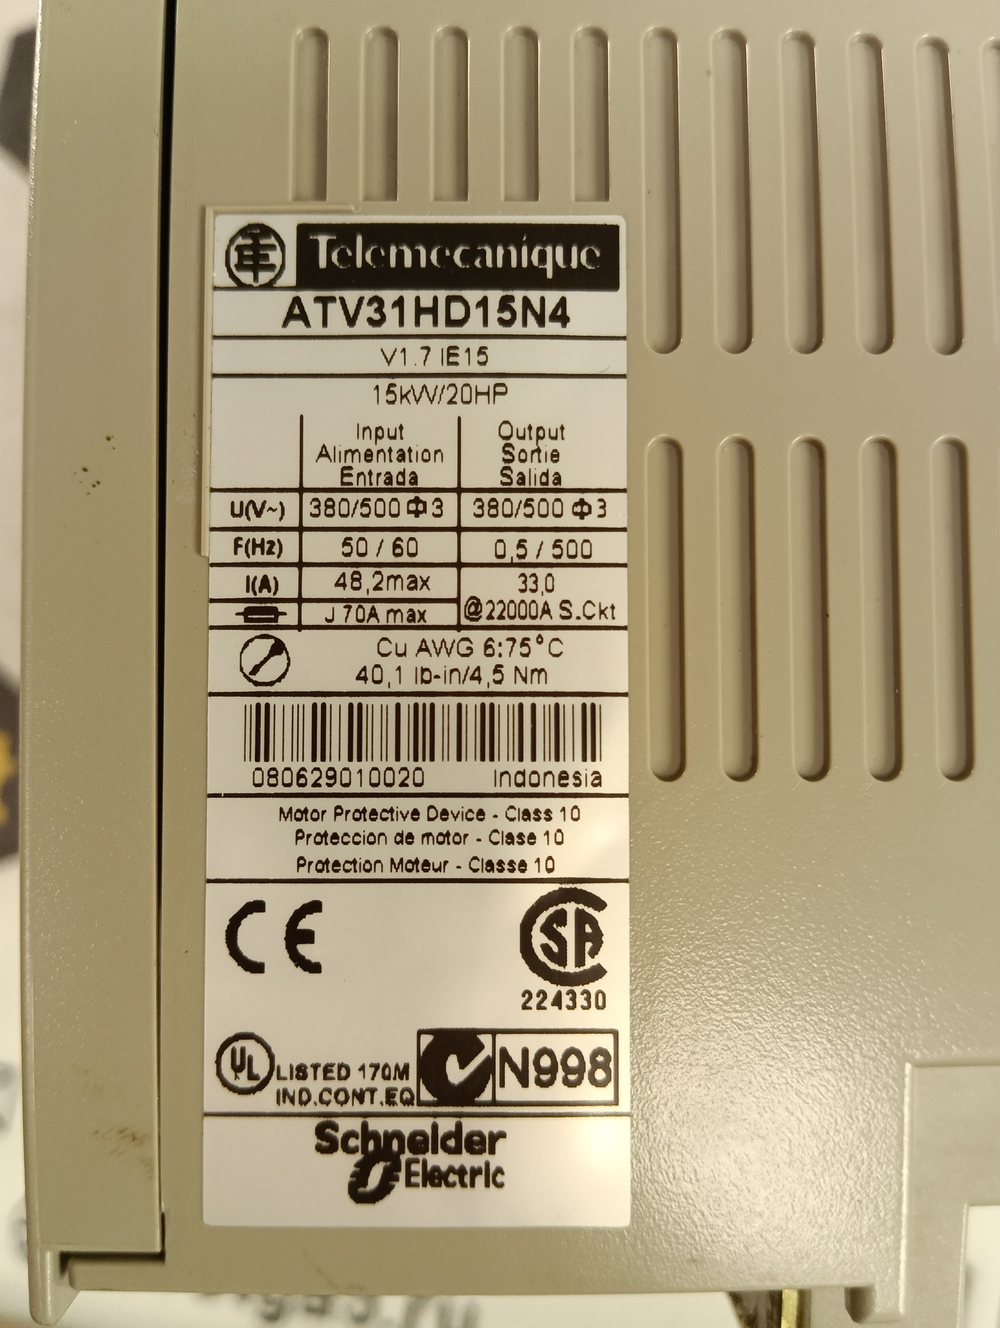 Telemecanique
ATV31HD15N4
V1.7 IE15
15kW/20HP
Input Output
Alimentation Sortie
Entrada Salida
U(V~) 380/500 Φ3 380/500 Φ3
F(Hz) 50 / 60 0,5 / 500
I(A) 48,2max 33,0
J 70A max @22000A S.Ckt
Cu AWG 6:75°C
40,1 lb-in/4,5 Nm
080629010020 Indonesia
Motor Protective Device - Class 10
Proteccion de motor - Clase 10
Protection Moteur - Classe 10
CE SA
224330
UL LISTED 170M N998
IND.CONT.EQ
Schneider
Electric